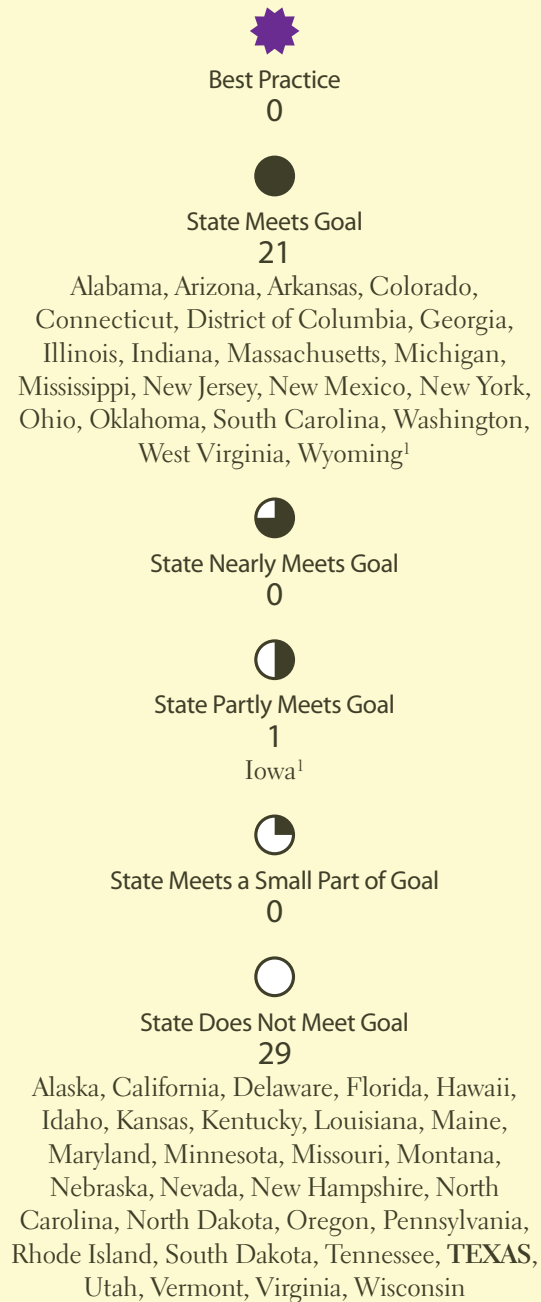 Best Practice
0
State Meets Goal
21
Alabama, Arizona, Arkansas, Colorado,
Connecticut, District of Columbia, Georgia,
Illinois, Indiana, Massachusetts, Michigan,
Mississippi, New Jersey, New Mexico, New York,
Ohio, Oklahoma, South Carolina, Washington,
West Virginia, Wyoming¹
State Nearly Meets Goal
0
State Partly Meets Goal
1
Iowa¹
State Meets a Small Part of Goal
0
State Does Not Meet Goal
29
Alaska, California, Delaware, Florida, Hawaii,
Idaho, Kansas, Kentucky, Louisiana, Maine,
Maryland, Minnesota, Missouri, Montana,
Nebraska, Nevada, New Hampshire, North
Carolina, North Dakota, Oregon, Pennsylvania,
Rhode Island, South Dakota, Tennessee, TEXAS,
Utah, Vermont, Virginia, Wisconsin